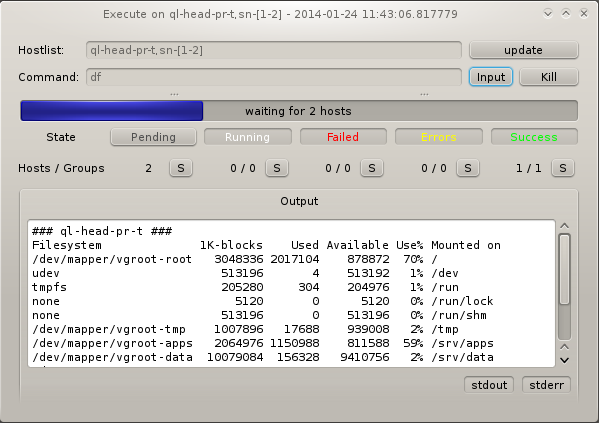 Execute on ql-head-pr-t,sn-[1-2] - 2014-01-24 11:43:06.817779
Hostlist: ql-head-pr-t,sn-[1-2] update
Command: df Input Kill
... ...
waiting for 2 hosts
State Pending Running Failed Errors Success
Hosts / Groups 2 S 0 / 0 S 0 / 0 S 0 / 0 S 1 / 1 S
Output
### ql-head-pr-t ###
Filesystem 1K-blocks Used Available Use% Mounted on
/dev/mapper/vgroot-root 3048336 2017104 878872 70% /
udev 513196 4 513192 1% /dev
tmpfs 205280 304 204976 1% /run
none 5120 0 5120 0% /run/lock
none 513196 0 513196 0% /run/shm
/dev/mapper/vgroot-tmp 1007896 17688 939008 2% /tmp
/dev/mapper/vgroot-apps 2064976 1150988 811588 59% /srv/apps
/dev/mapper/vgroot-data 10079084 156328 9410756 2% /srv/data
stdout stderr